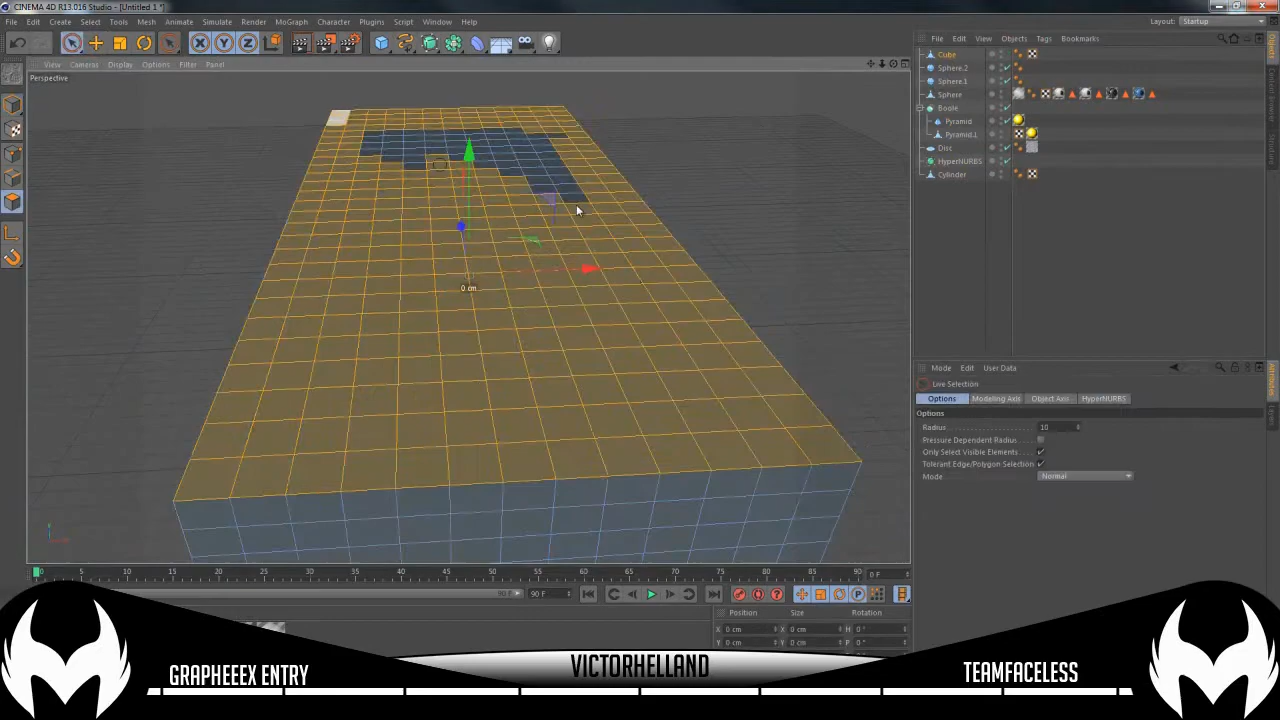 CINEMA 4D R13.016 Studio - [Untitled 1 *]
File Edit Create Select Tools Mesh Animate Simulate Render MoGraph Character Plugins Script Window Help
Layout: Startup
View Cameras Display Options Filter Panel
Perspective
0 cm
File Edit View Objects Tags Bookmarks
Cube
Sphere.2
Sphere.1
Sphere
Boole
Pyramid
Pyramid.1
Disc
HyperNURBS
Cylinder
Objects
Structure
Mode Edit User Data
Live Selection
Options Modeling Axis Object Axis HyperNURBS
Options
Radius 10
Pressure Dependent Radius
Only Select Visible Elements
Tolerant Edge/Polygon Selection
Mode Normal
Attributes
Layers
0 5 10 15 20 25 30 35 40 45 50 55 60 65 70 75 80 85 90 0 F
90 F 90 F
Position Size Rotation
X 0 cm X 0 cm H 0 °
Y 0 cm Y 0 cm P 0 °
GRAPHEEEX ENTRY
VICTORHELLAND
TEAMFACELESS